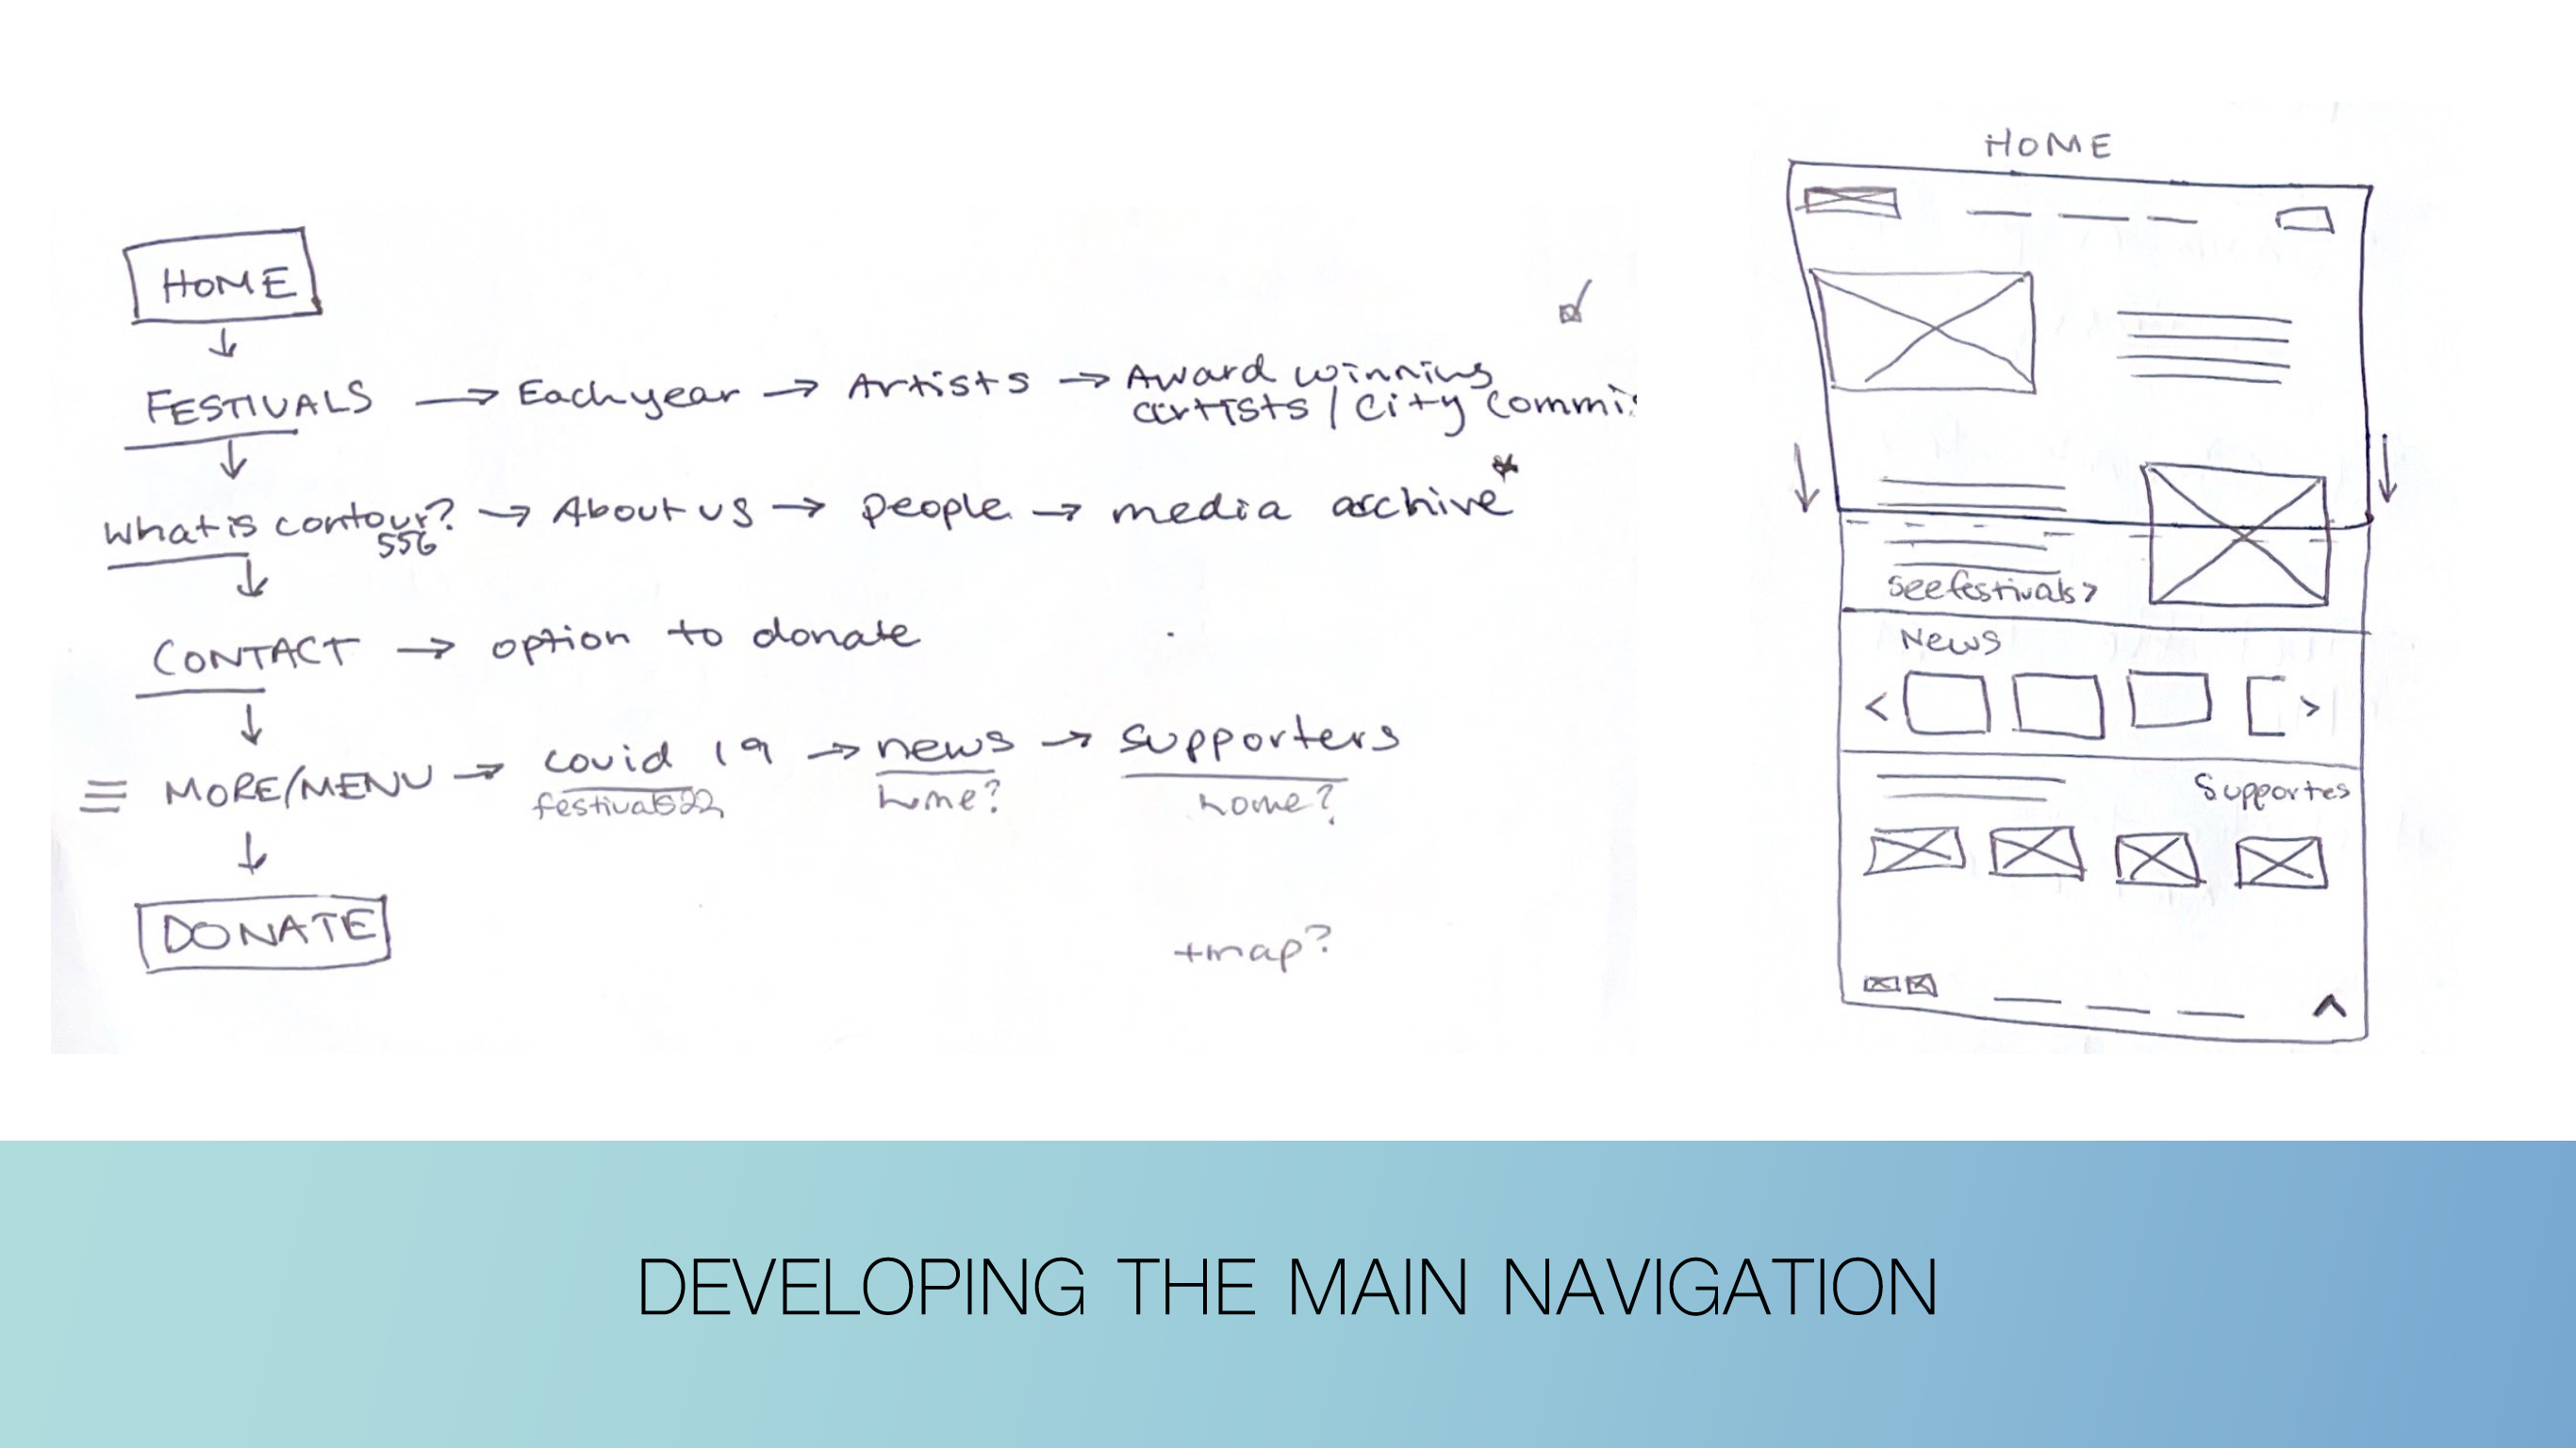 HOME
FESTIVALS → Each year → Artists → Award winning
artists / City Commi
What is contour? → About us → people → media archive*
556
CONTACT → option to donate
MORE/MENU → covid 19 → news → supporters
festivals22 home? home?
DONATE
+map?
HOME
see festivals >
News
< >
Supportes
DEVELOPING THE MAIN NAVIGATION